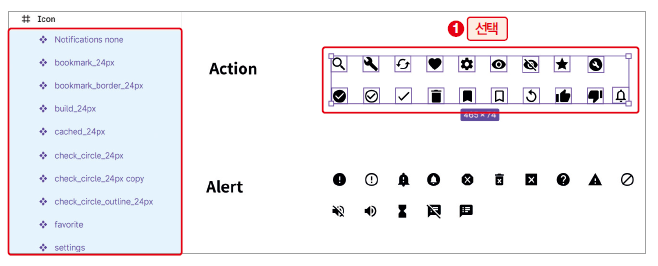 Icon
Notifications none
bookmark_24px
bookmark_border_24px
build_24px
cached_24px
check_circle_24px
check_circle_24px copy
check_circle_outline_24px
favorite
settings
1 선택
Action
465 × 74
Alert